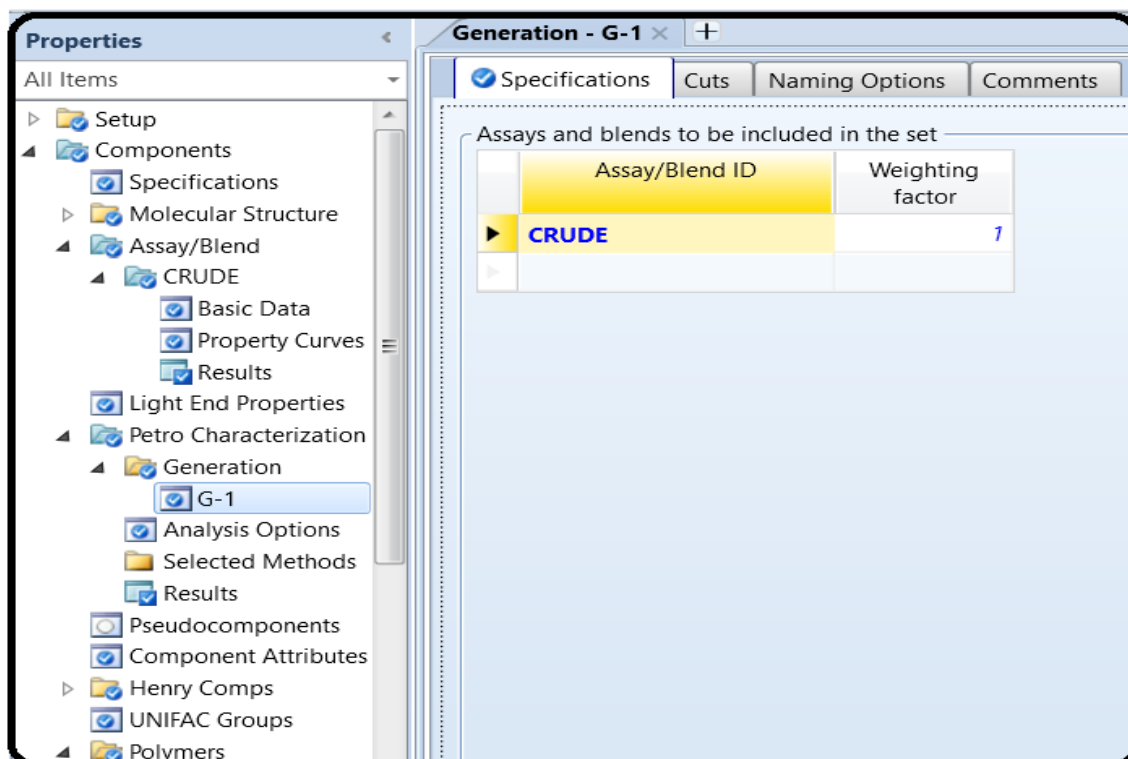 Properties
All Items
Setup
Components
Specifications
Molecular Structure
Assay/Blend
CRUDE
Basic Data
Property Curves
Results
Light End Properties
Petro Characterization
Generation
G-1
Analysis Options
Selected Methods
Results
Pseudocomponents
Component Attributes
Henry Comps
UNIFAC Groups
Polymers
Generation - G-1
Specifications Cuts Naming Options Comments
Assays and blends to be included in the set
Assay/Blend ID Weighting
factor
CRUDE 1